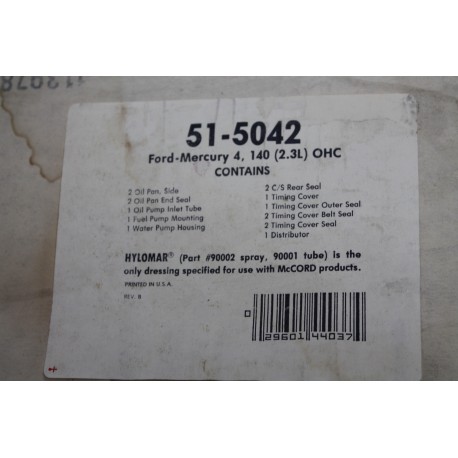 51-5042
Ford-Mercury 4, 140 (2.3L) OHC
CONTAINS
2 Oil Pan, Side
2 Oil Pan End Seal
1 Oil Pump Inlet Tube
1 Fuel Pump Mounting
1 Water Pump Housing
2 C/S Rear Seal
1 Timing Cover
1 Timing Cover Outer Seal
2 Timing Cover Belt Seal
2 Timing Cover Seal
1 Distributor
HYLOMAR® (Part #90002 spray, 90001 tube) is the
only dressing specified for use with McCORD products.
PRINTED IN U.S.A.
REV. B
0 29601 44037